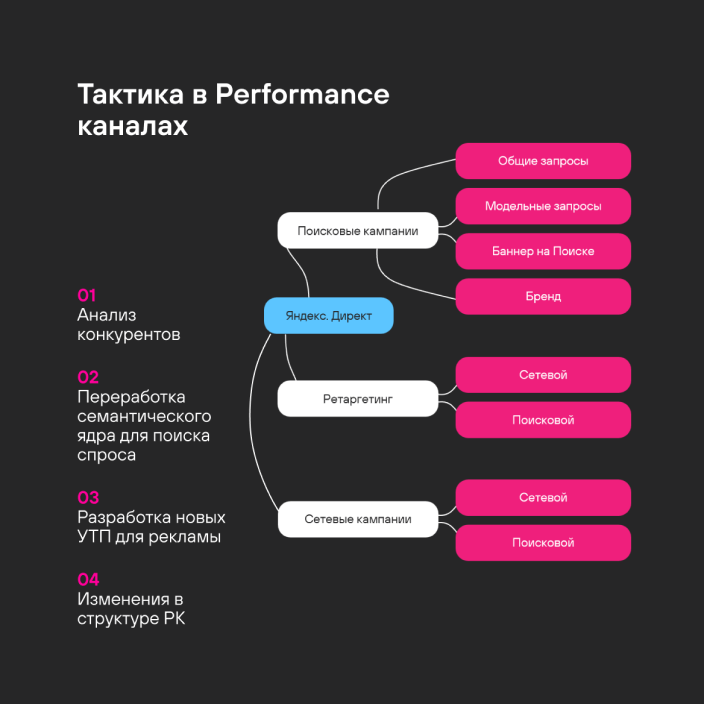 Тактика в Performance
каналах
01
Анализ
конкурентов
02
Переработка
семантического
ядра для поиска
спроса
03
Разработка новых
УТП для рекламы
04
Изменения в
структуре РК
Яндекс. Директ
Поисковые кампании
Общие запросы
Модельные запросы
Баннер на Поиске
Бренд
Ретаргетинг
Сетевой
Поисковой
Сетевые кампании
Сетевой
Поисковой